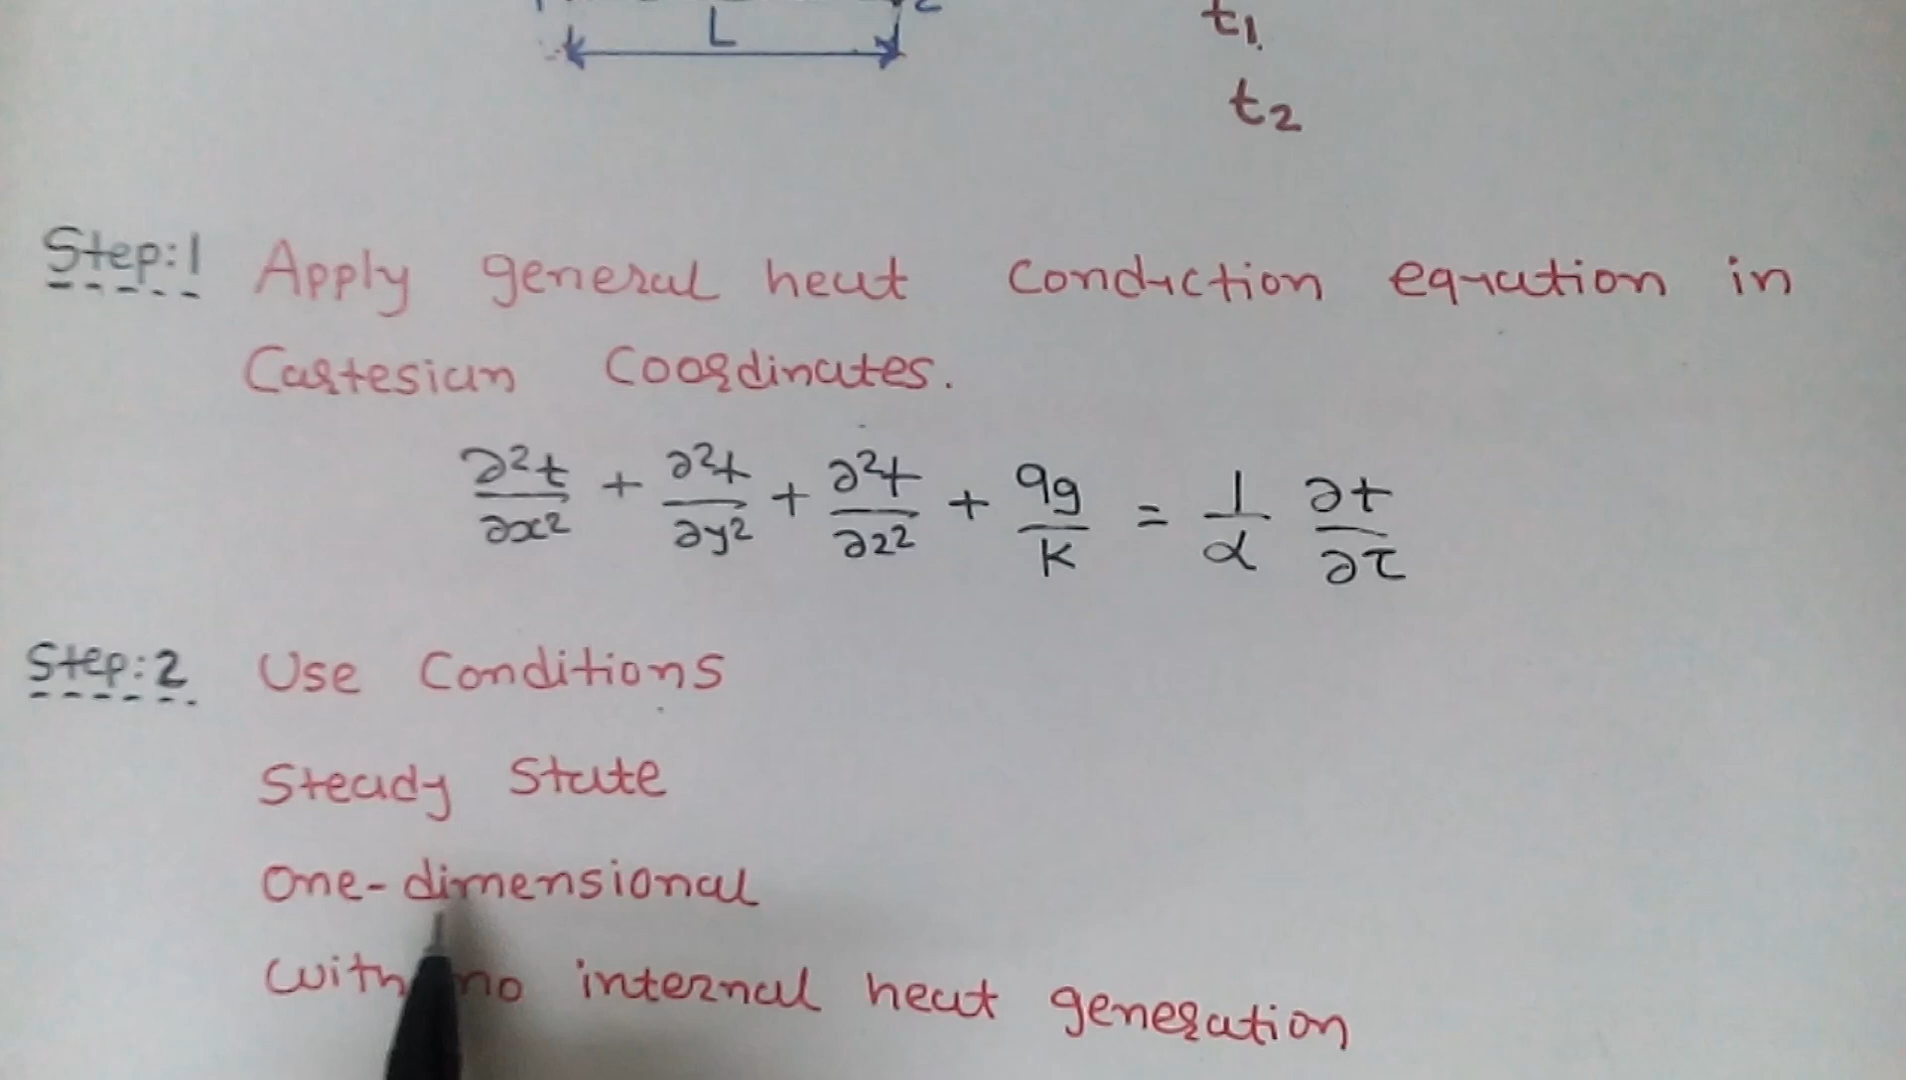 L
t1
t2
Step:1 Apply general heat conduction equation in
Cartesian Coordinates.
∂²t/∂x² + ∂²t/∂y² + ∂²t/∂z² + qg/K = 1/α ∂t/∂τ
Step:2 Use Conditions
Steady State
One-dimensional
With no internal heat generation